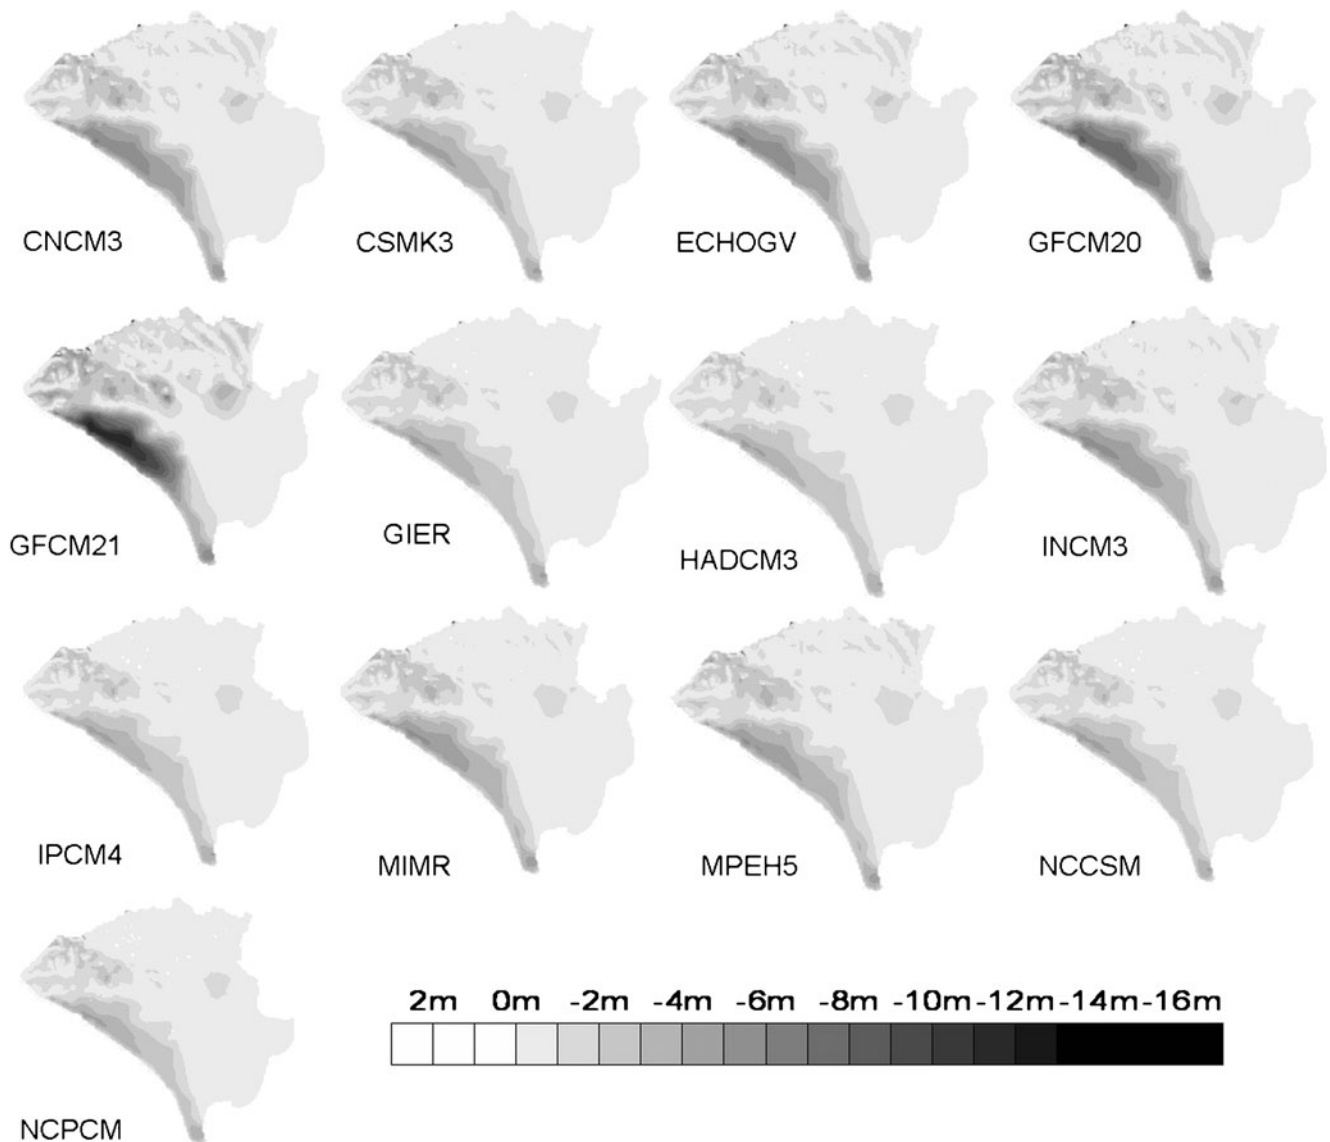 CNCM3 CSMK3 ECHOGV GFCM20
GFCM21 GIER HADCM3 INCM3
IPCM4 MIMR MPEH5 NCCSM
NCPCM
2m 0m -2m -4m -6m -8m -10m -12m -14m -16m